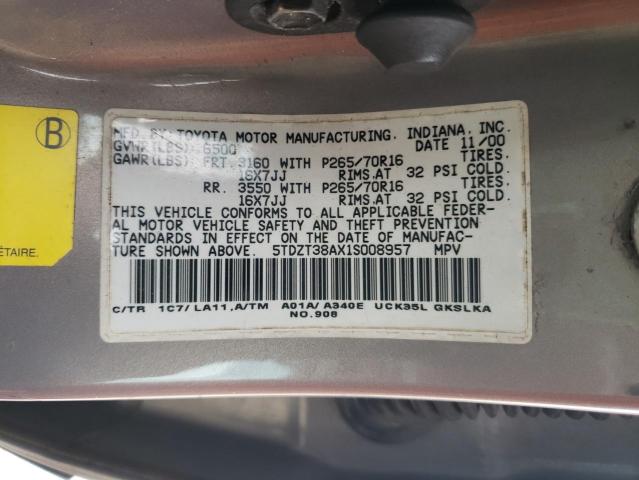 B
ÉTAIRE.
MFD. BY: TOYOTA MOTOR MANUFACTURING, INDIANA, INC.
GVWR(LBS): 6500 DATE 11/00
GAWR(LBS): FRT. 3160 WITH P265/70R16 TIRES.
16X7JJ RIMS.AT 32 PSI COLD.
RR. 3550 WITH P265/70R16 TIRES.
16X7JJ RIMS.AT 32 PSI COLD.
THIS VEHICLE CONFORMS TO ALL APPLICABLE FEDER-
AL MOTOR VEHICLE SAFETY AND THEFT PREVENTION
STANDARDS IN EFFECT ON THE DATE OF MANUFAC-
TURE SHOWN ABOVE. 5TDZT38AX1S008957 MPV
C/TR 1C7/ LA11,A/TM A01A/ A340E UCK35L GKSLKA
NO.908